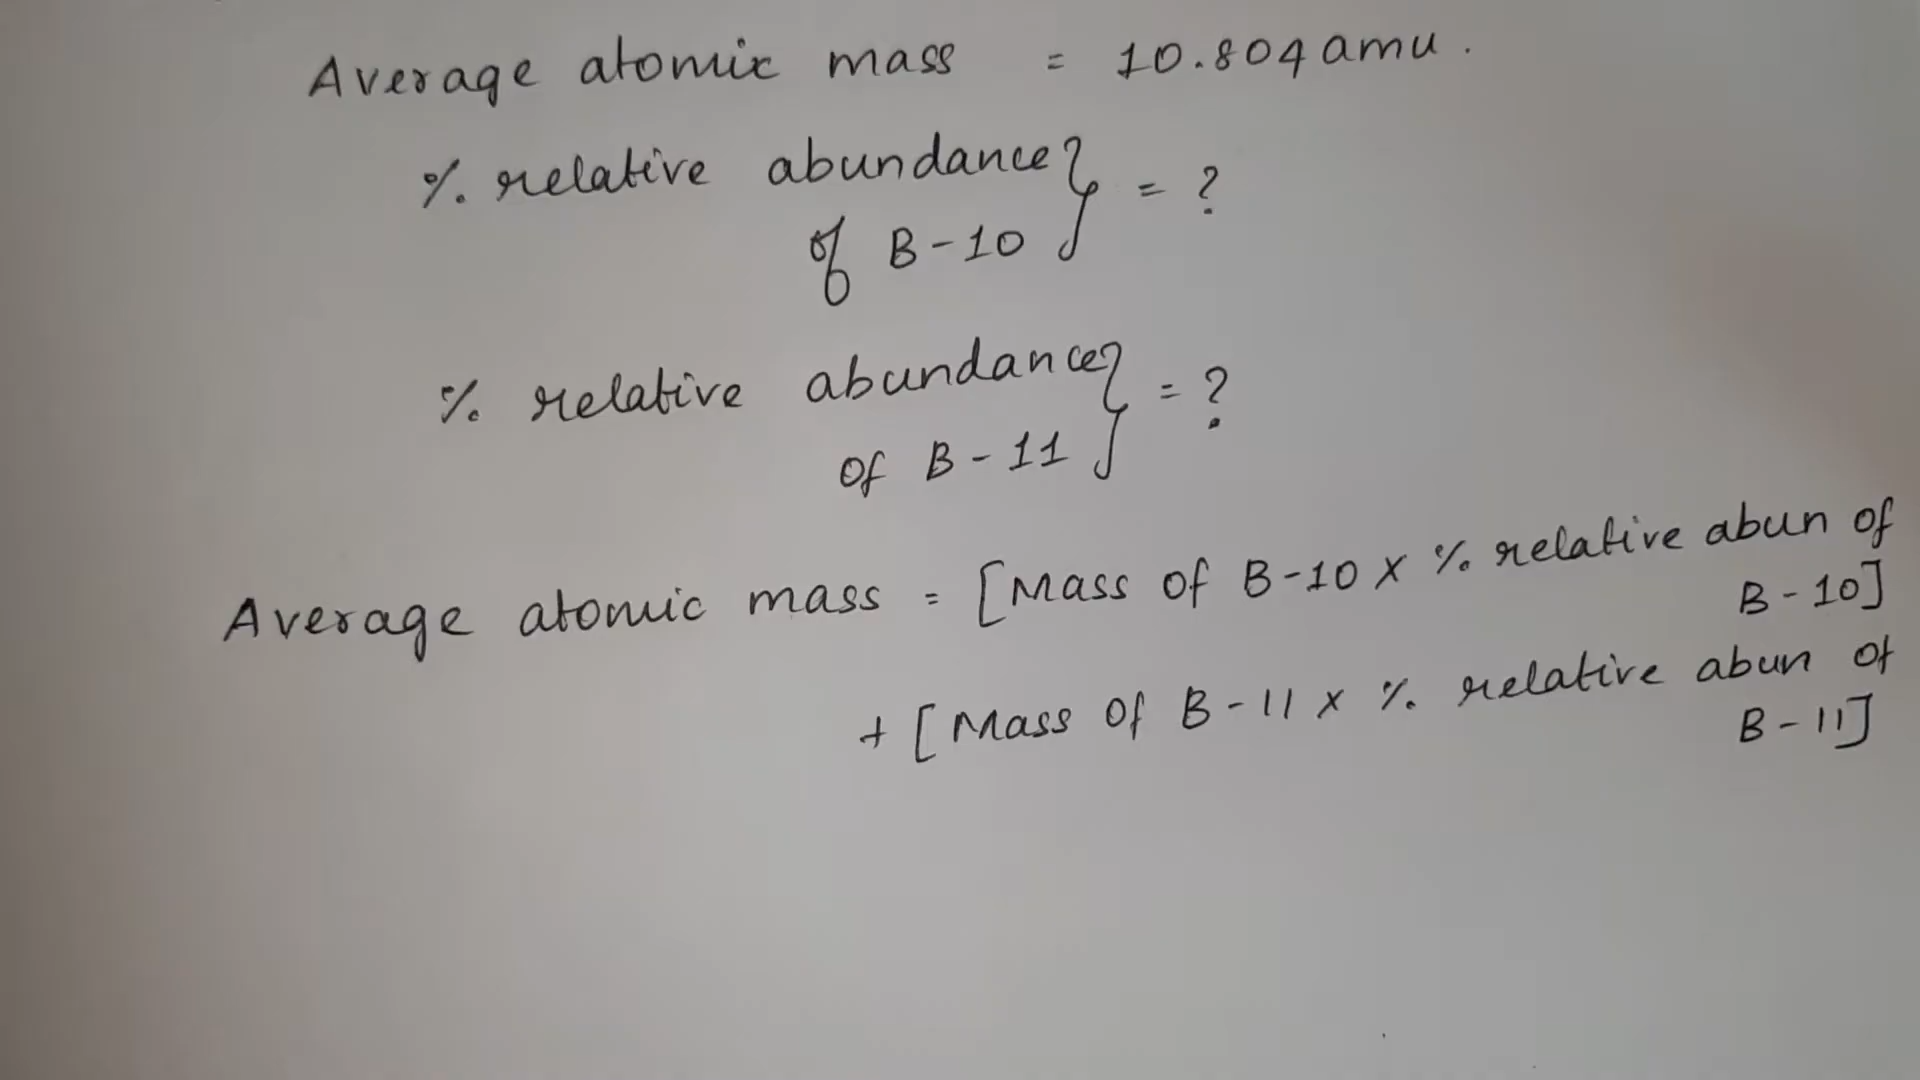 Average atomic mass = 10.804 amu.
% relative abundance
of B-10 } = ?
% relative abundance
of B-11 } = ?
Average atomic mass = [Mass of B-10 x % relative abun of
B-10]
+ [Mass of B-11 x % relative abun of
B-11]